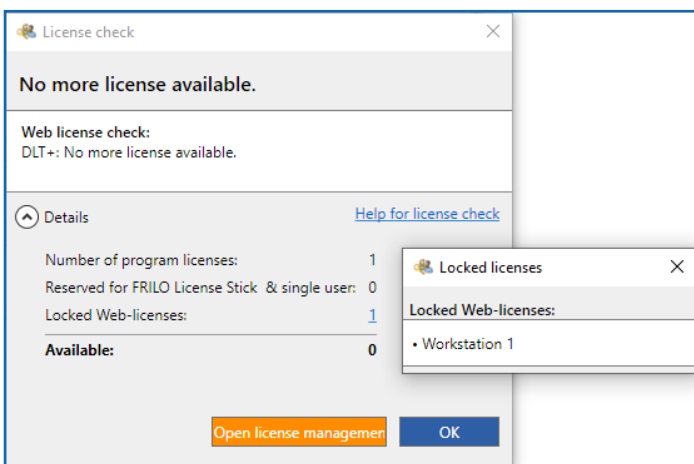 License check
No more license available.
Web license check:
DLT+: No more license available.
Details
Help for license check
Number of program licenses: 1
Reserved for FRILO License Stick & single user: 0
Locked Web-licenses: 1
Available: 0
Open license managemen
OK
Locked licenses
Locked Web-licenses:
• Workstation 1